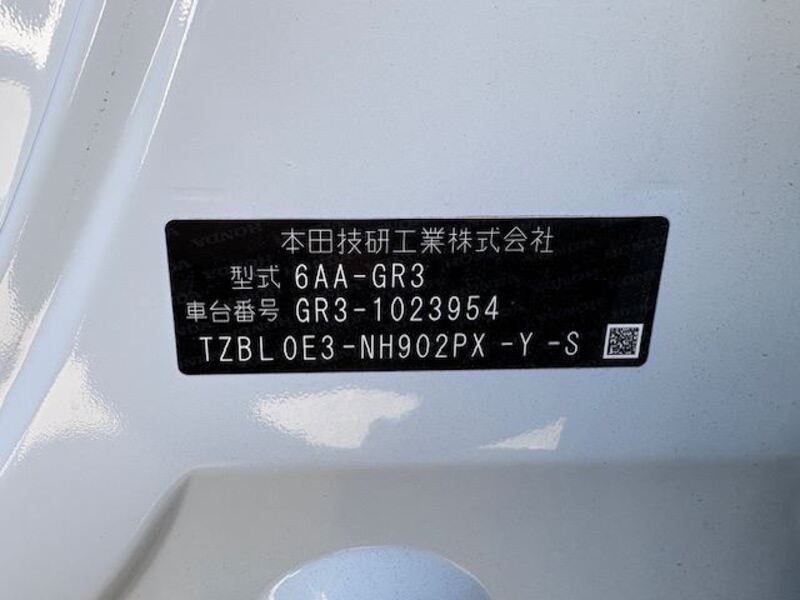 本田技研工業株式会社
型式 6AA-GR3
車台番号 GR3-1023954
TZBL0E3-NH902PX-Y-S